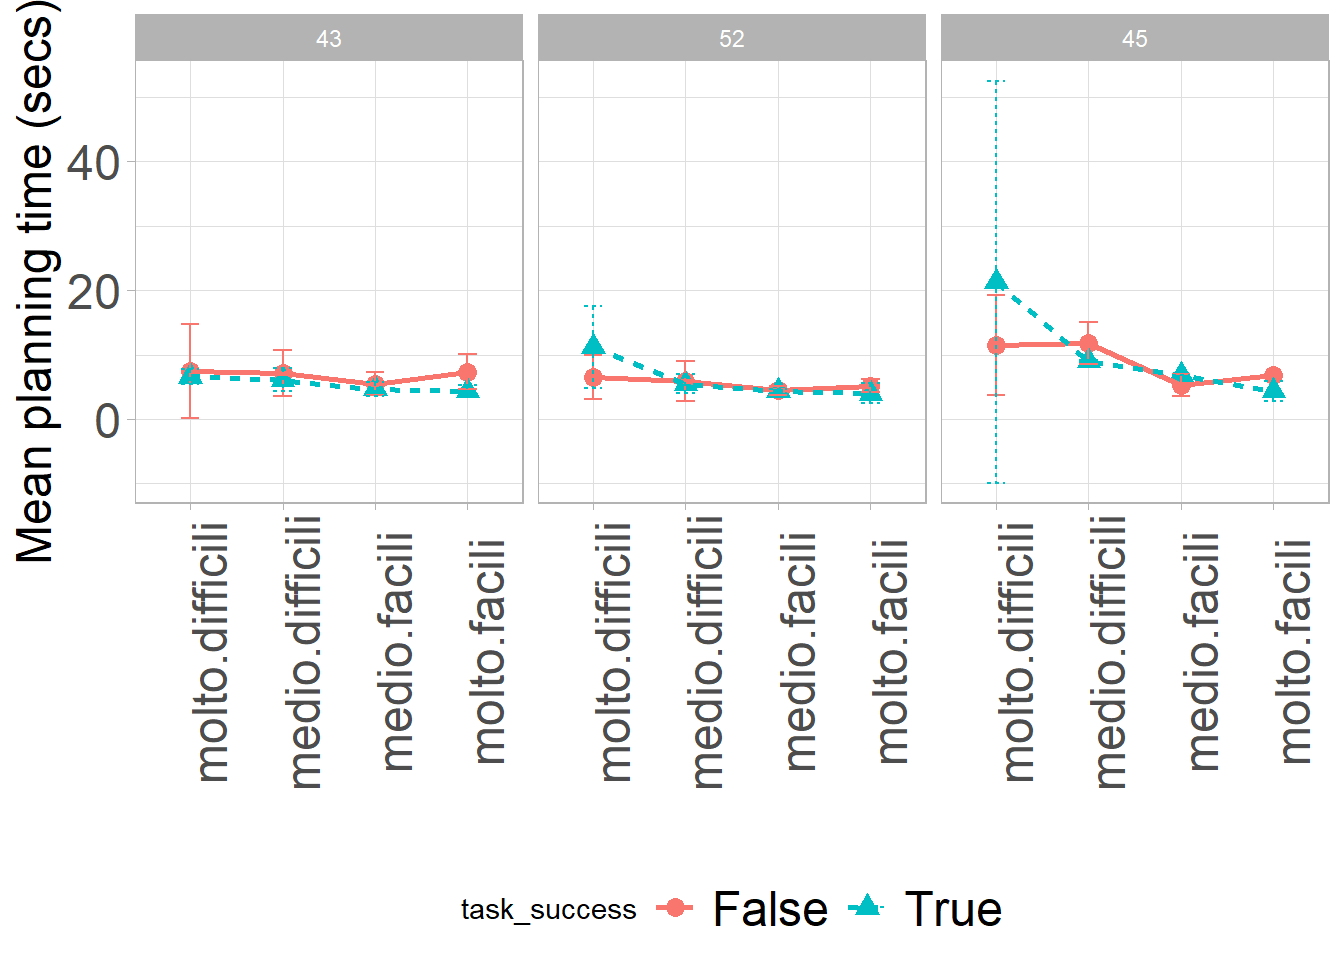 Mean planning time (secs)
43
52
45
40
20
0
molto.difficili
medio.difficili
medio.facili
molto.facili
molto.difficili
medio.difficili
medio.facili
molto.facili
molto.difficili
medio.difficili
medio.facili
molto.facili
task_success False True